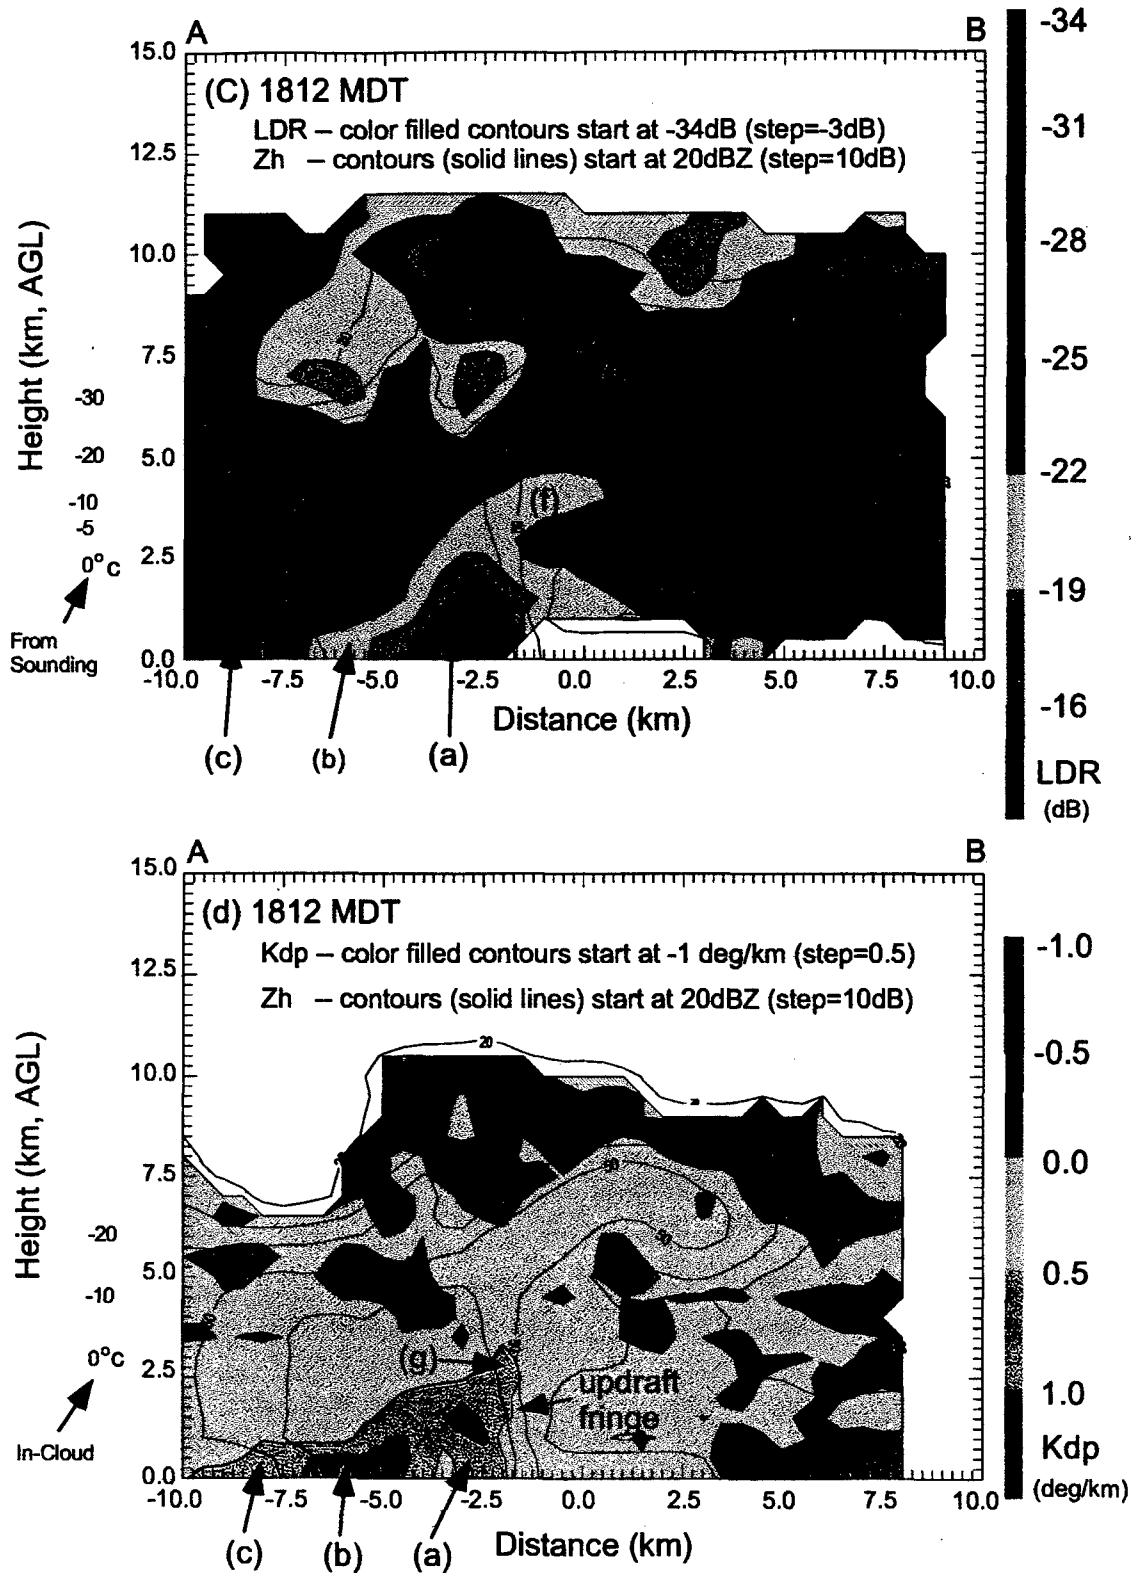 A
B
15.0
(C) 1812 MDT
LDR – color filled contours start at -34dB (step=-3dB)
Zh – contours (solid lines) start at 20dBZ (step=10dB)
12.5
10.0
7.5
5.0
2.5
0.0
Height (km, AGL)
-30
-20
-10
-5
0°C
From
Sounding
(f)
-10.0 -7.5 -5.0 -2.5 0.0 2.5 5.0 7.5 10.0
Distance (km)
(c) (b) (a)
-34
-31
-28
-25
-22
-19
-16
LDR
(dB)
A
B
15.0
(d) 1812 MDT
Kdp – color filled contours start at -1 deg/km (step=0.5)
12.5
Zh – contours (solid lines) start at 20dBZ (step=10dB)
20
10.0
7.5
5.0
2.5
0.0
Height (km, AGL)
-20
-10
0°C
In-Cloud
(g)
updraft
fringe
-10.0 -7.5 -5.0 -2.5 0.0 2.5 5.0 7.5 10.0
Distance (km)
(c) (b) (a)
-1.0
-0.5
0.0
0.5
1.0
Kdp
(deg/km)